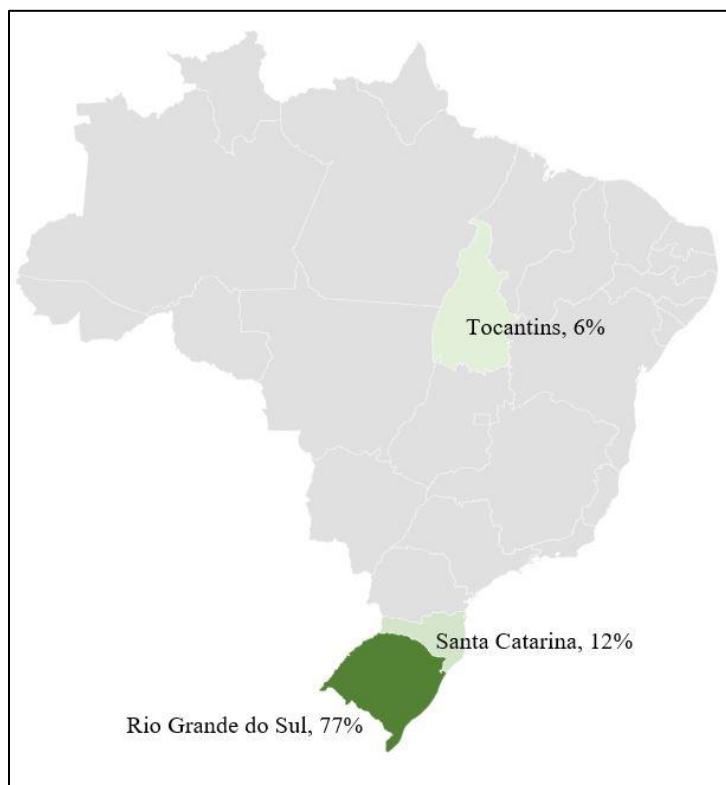 Tocantins, 6%
Santa Catarina, 12%
Rio Grande do Sul, 77%